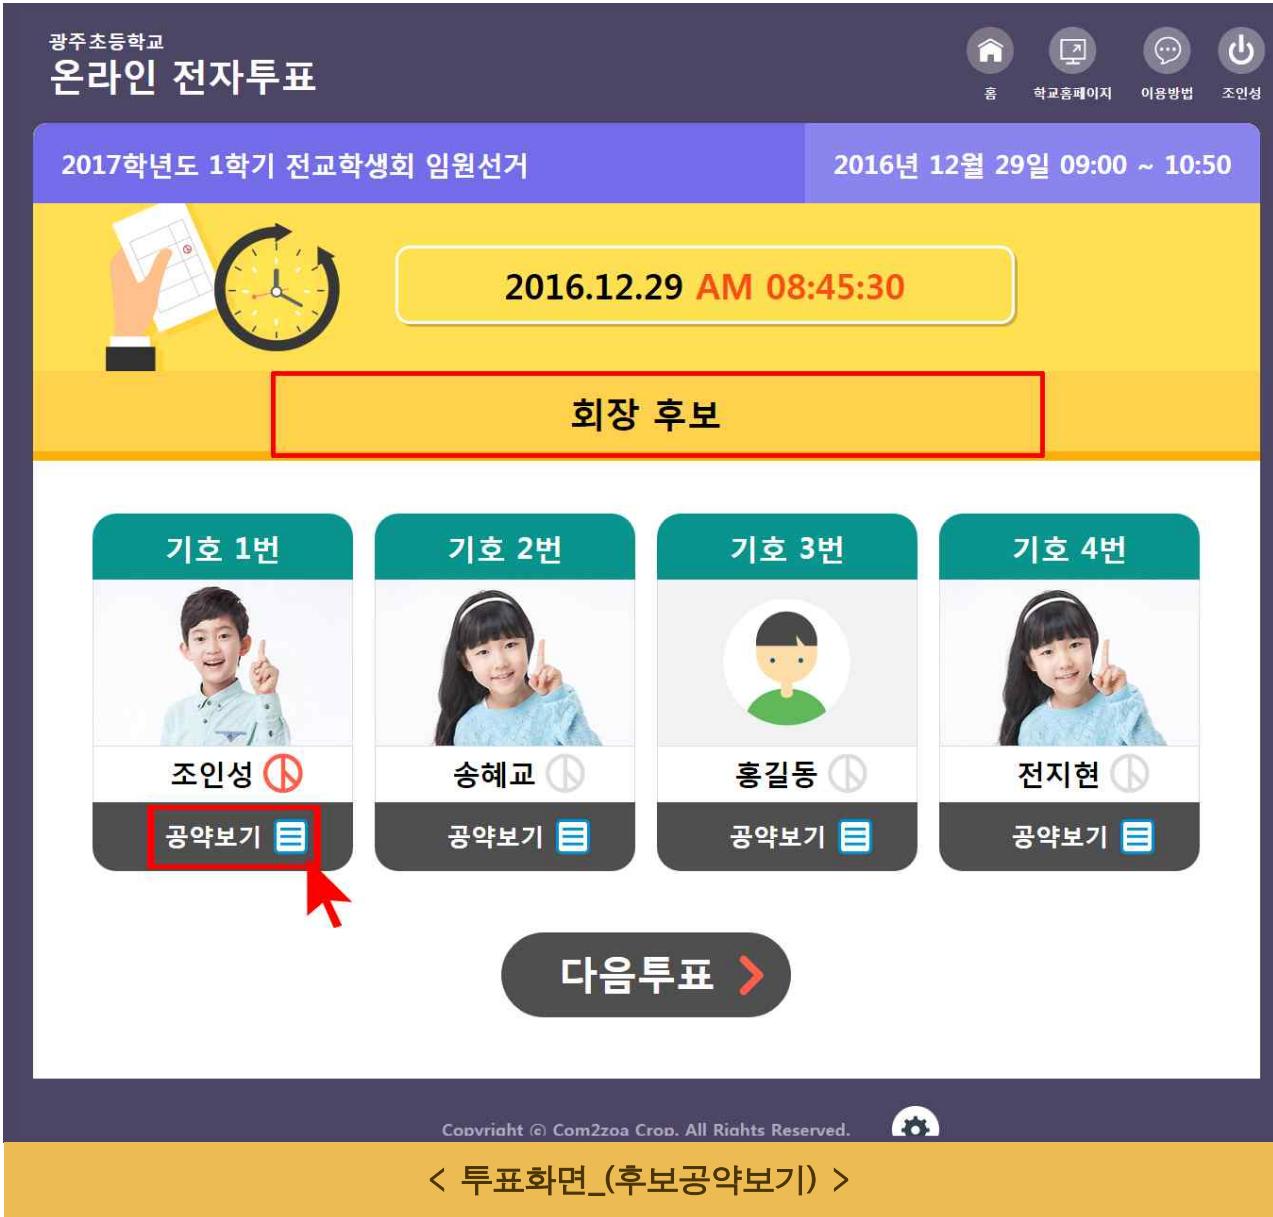 광주초등학교
온라인 전자투표
홈 학교홈페이지 이용방법 조인성
2017학년도 1학기 전교학생회 임원선거 2016년 12월 29일 09:00 ~ 10:50
2016.12.29 AM 08:45:30
회장 후보
기호 1번 기호 2번 기호 3번 기호 4번
조인성 송혜교 홍길동 전지현
공약보기 공약보기 공약보기 공약보기
다음투표
Copyright ⓒ Com2zoa Crop. All Rights Reserved.
< 투표화면_(후보공약보기) >